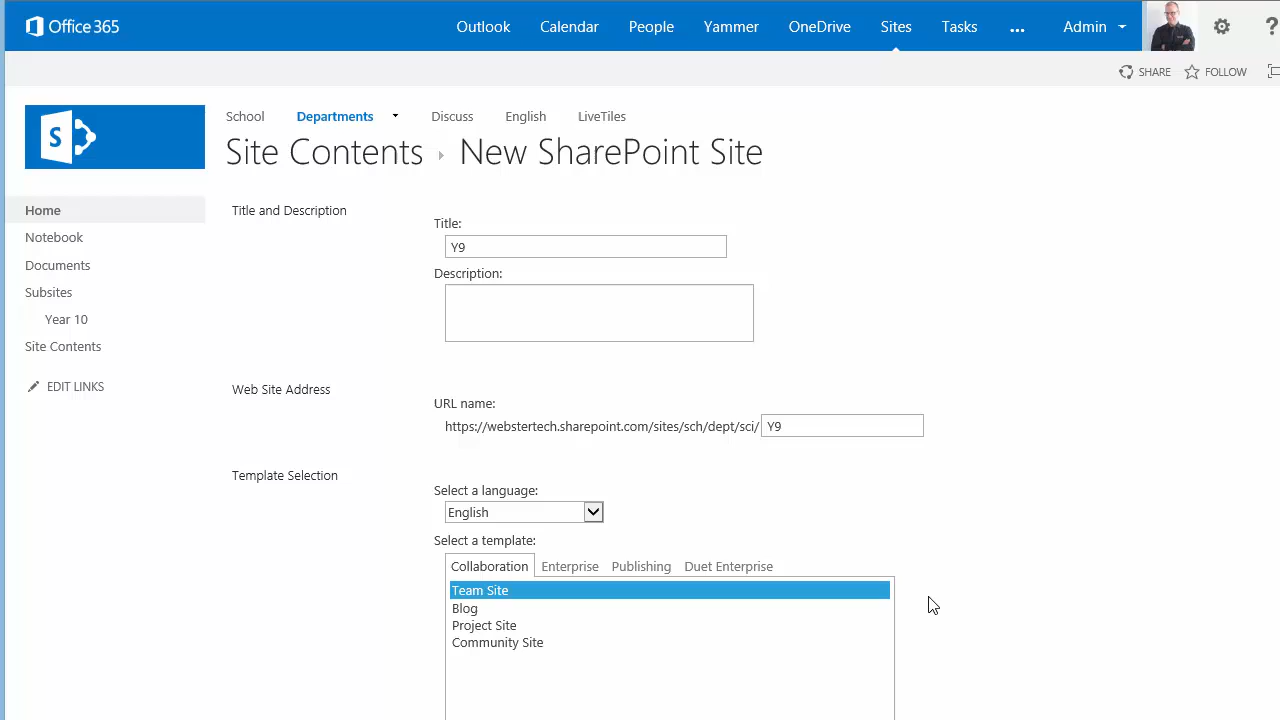 Office 365 Outlook Calendar People Yammer OneDrive Sites Tasks ... Admin ?
SHARE FOLLOW
S School Departments Discuss English LiveTiles
Site Contents New SharePoint Site
Home
Notebook
Documents
Subsites
Year 10
Site Contents
EDIT LINKS
Title and Description
Title:
Y9
Description:
Web Site Address
URL name:
https://webstertech.sharepoint.com/sites/sch/dept/sci/ Y9
Template Selection
Select a language:
English
Select a template:
Collaboration Enterprise Publishing Duet Enterprise
Team Site
Blog
Project Site
Community Site